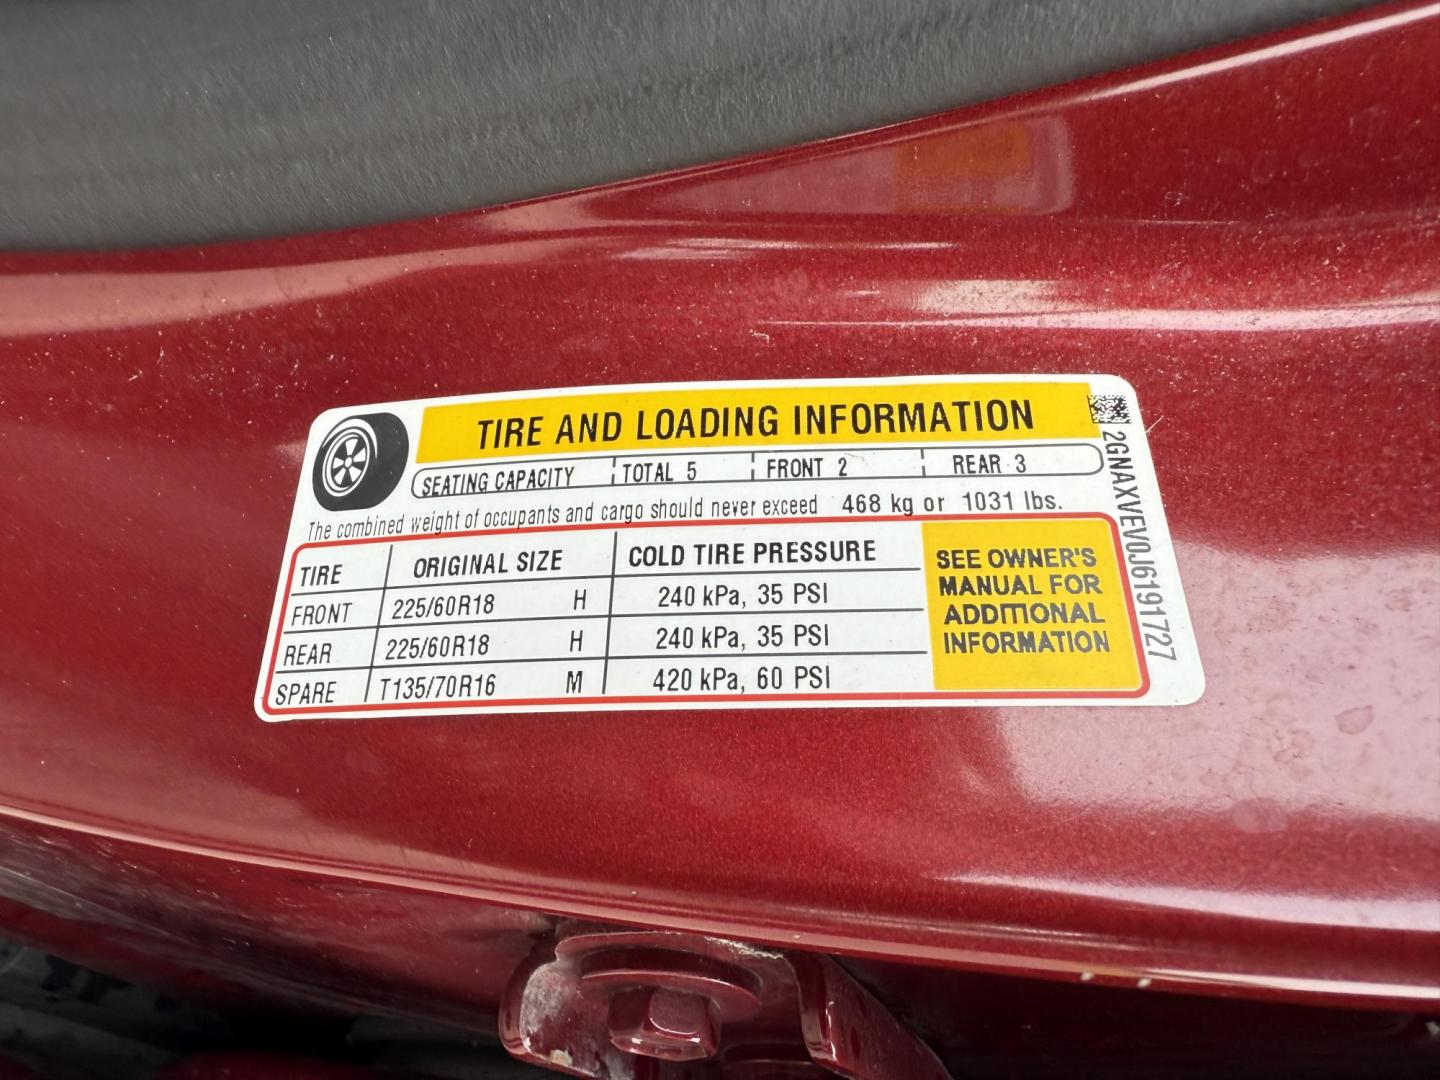 TIRE AND LOADING INFORMATION
SEATING CAPACITY TOTAL 5 FRONT 2 REAR 3
The combined weight of occupants and cargo should never exceed 468 kg or 1031 lbs.
TIRE ORIGINAL SIZE COLD TIRE PRESSURE
FRONT 225/60R18 H 240 kPa, 35 PSI
REAR 225/60R18 H 240 kPa, 35 PSI
SPARE T135/70R16 M 420 kPa, 60 PSI
SEE OWNER'S
MANUAL FOR
ADDITIONAL
INFORMATION
2GNAXVEV0J6191727